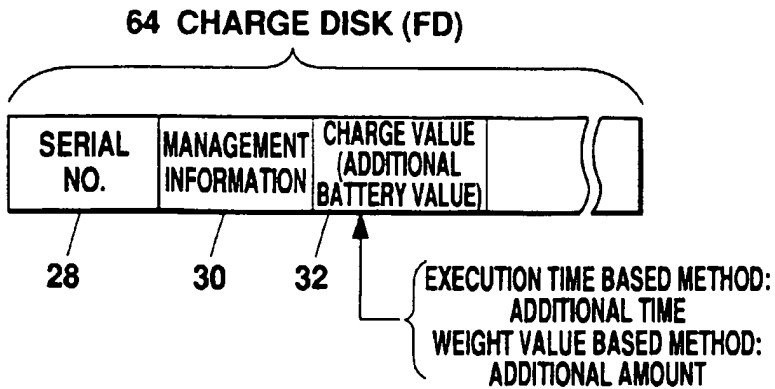 64 CHARGE DISK (FD)
SERIAL NO.
MANAGEMENT INFORMATION
CHARGE VALUE (ADDITIONAL BATTERY VALUE)
28
30
32
EXECUTION TIME BASED METHOD:
ADDITIONAL TIME
WEIGHT VALUE BASED METHOD:
ADDITIONAL AMOUNT